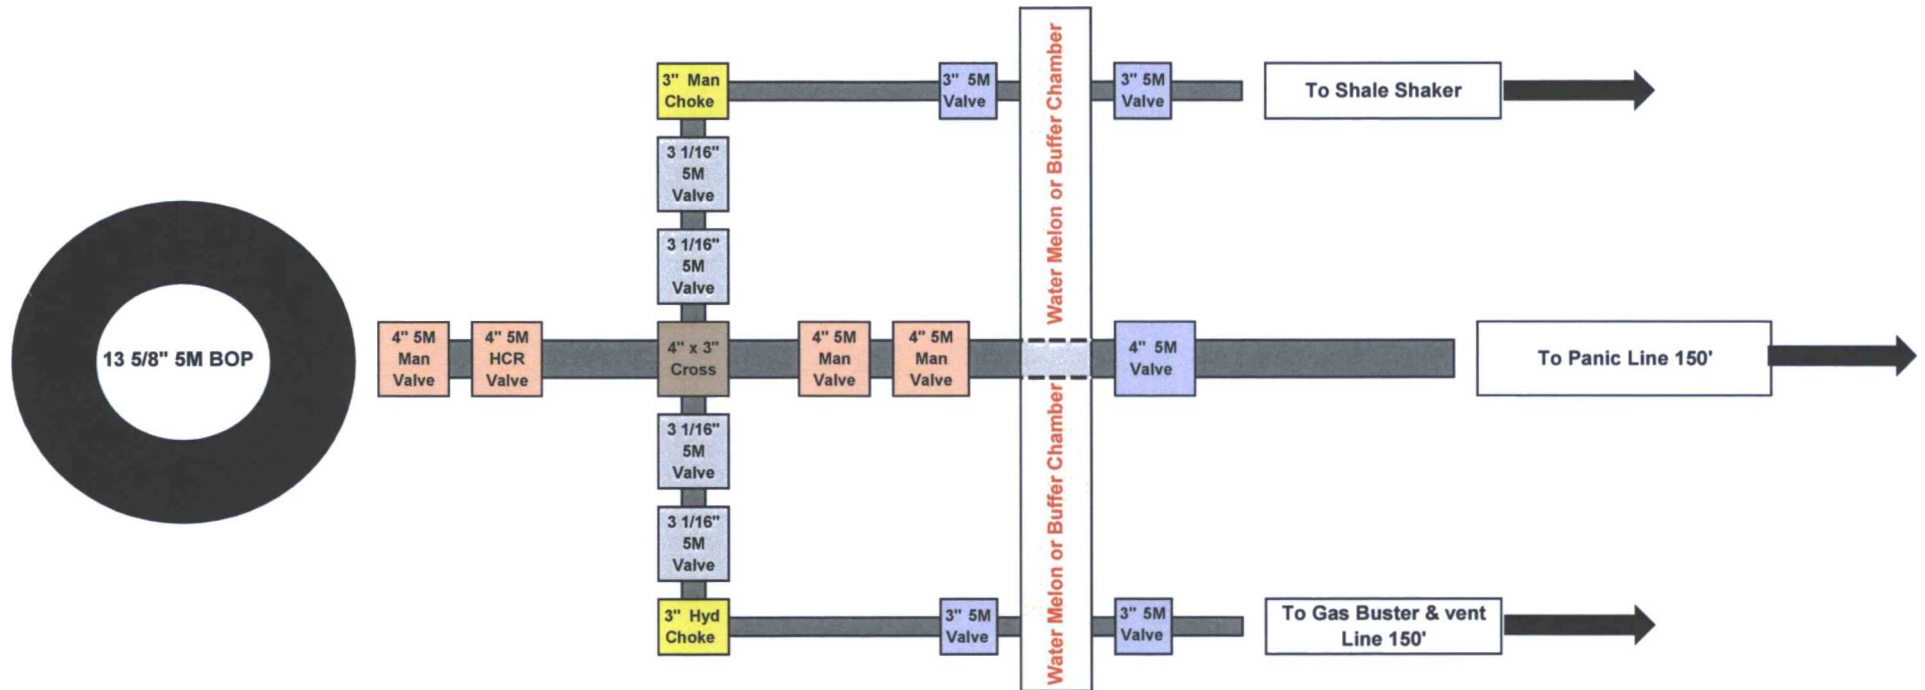 3" Man
Choke
3" 5M
Valve
3" 5M
Valve
To Shale Shaker
3 1/16"
5M
Valve
3 1/16"
5M
Valve
Water Melon or Buffer Chamber
13 5/8" 5M BOP
4" 5M
Man
Valve
4" 5M
HCR
Valve
4" x 3"
Cross
4" 5M
Man
Valve
4" 5M
Man
Valve
4" 5M
Valve
To Panic Line 150'
3 1/16"
5M
Valve
3 1/16"
5M
Valve
Water Melon or Buffer Chamber
3" Hyd
Choke
3" 5M
Valve
3" 5M
Valve
To Gas Buster & vent
Line 150'